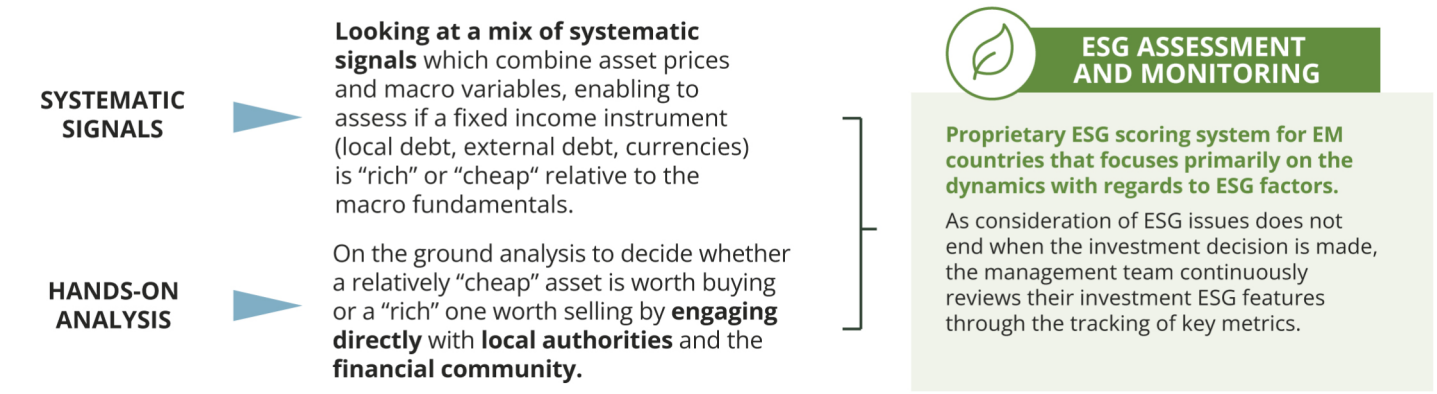 SYSTEMATIC
SIGNALS
Looking at a mix of systematic
signals which combine asset prices
and macro variables, enabling to
assess if a fixed income instrument
(local debt, external debt, currencies)
is “rich” or “cheap“ relative to the
macro fundamentals.
HANDS-ON
ANALYSIS
On the ground analysis to decide whether
a relatively “cheap” asset is worth buying
or a “rich” one worth selling by engaging
directly with local authorities and the
financial community.
ESG ASSESSMENT
AND MONITORING
Proprietary ESG scoring system for EM
countries that focuses primarily on the
dynamics with regards to ESG factors.
As consideration of ESG issues does not
end when the investment decision is made,
the management team continuously
reviews their investment ESG features
through the tracking of key metrics.